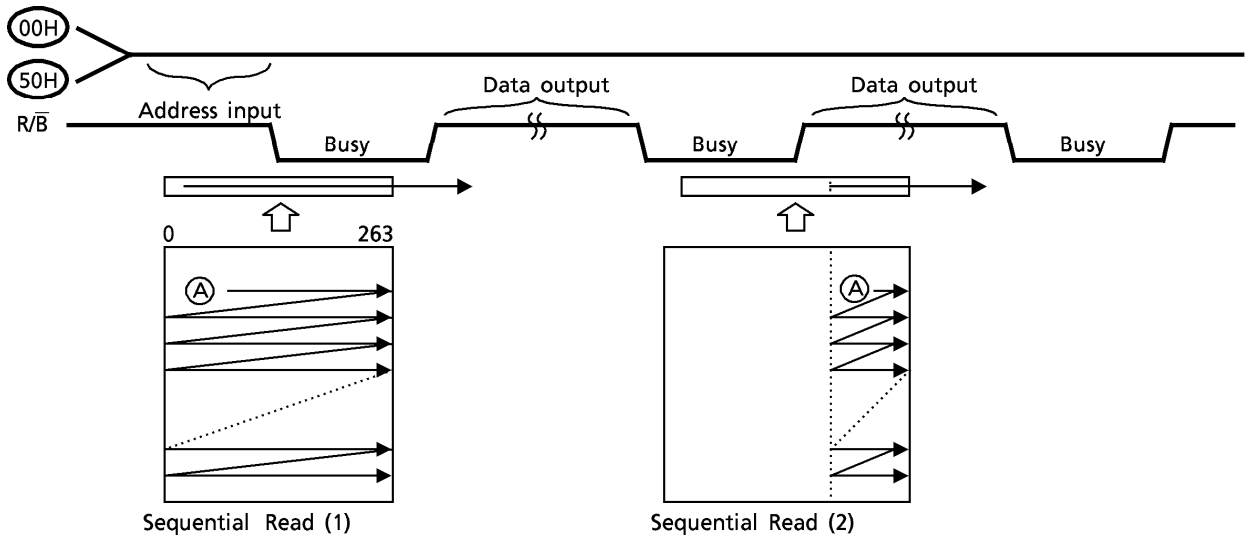 00H
50H
Address input
Data output
Data output
R/B̅
Busy
Busy
Busy
0 263
A
A
Sequential Read (1)
Sequential Read (2)